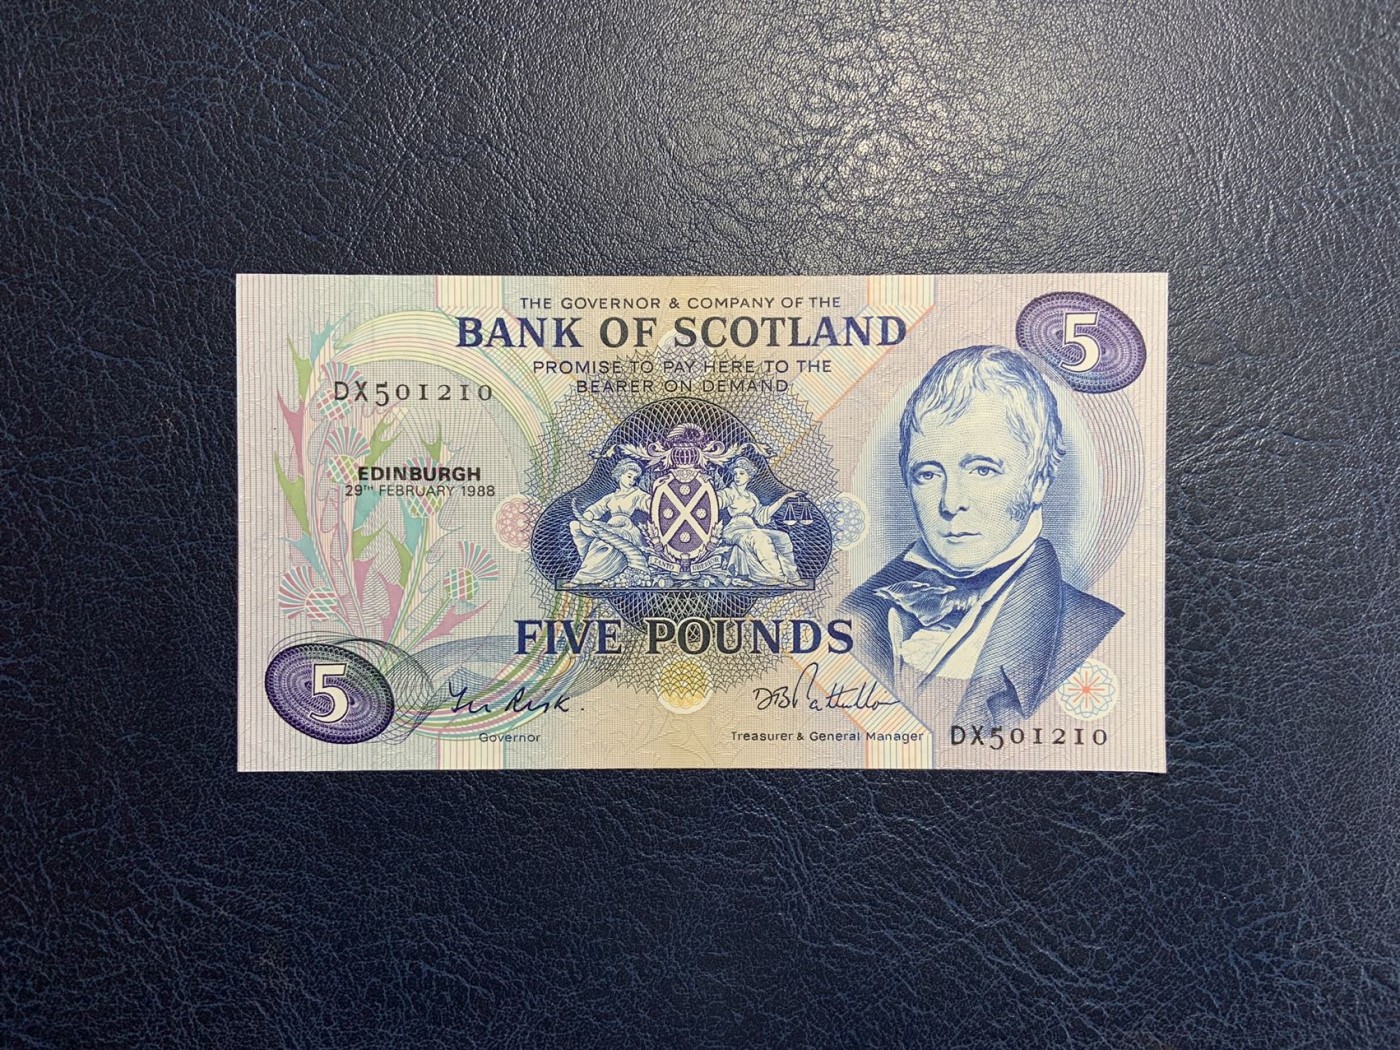 THE GOVERNOR & COMPANY OF THE
BANK OF SCOTLAND
PROMISE TO PAY HERE TO THE
BEARER ON DEMAND
5
DX501210
EDINBURGH
29TH FEBRUARY 1988
FIVE POUNDS
5
Governor
Treasurer & General Manager
DX501210